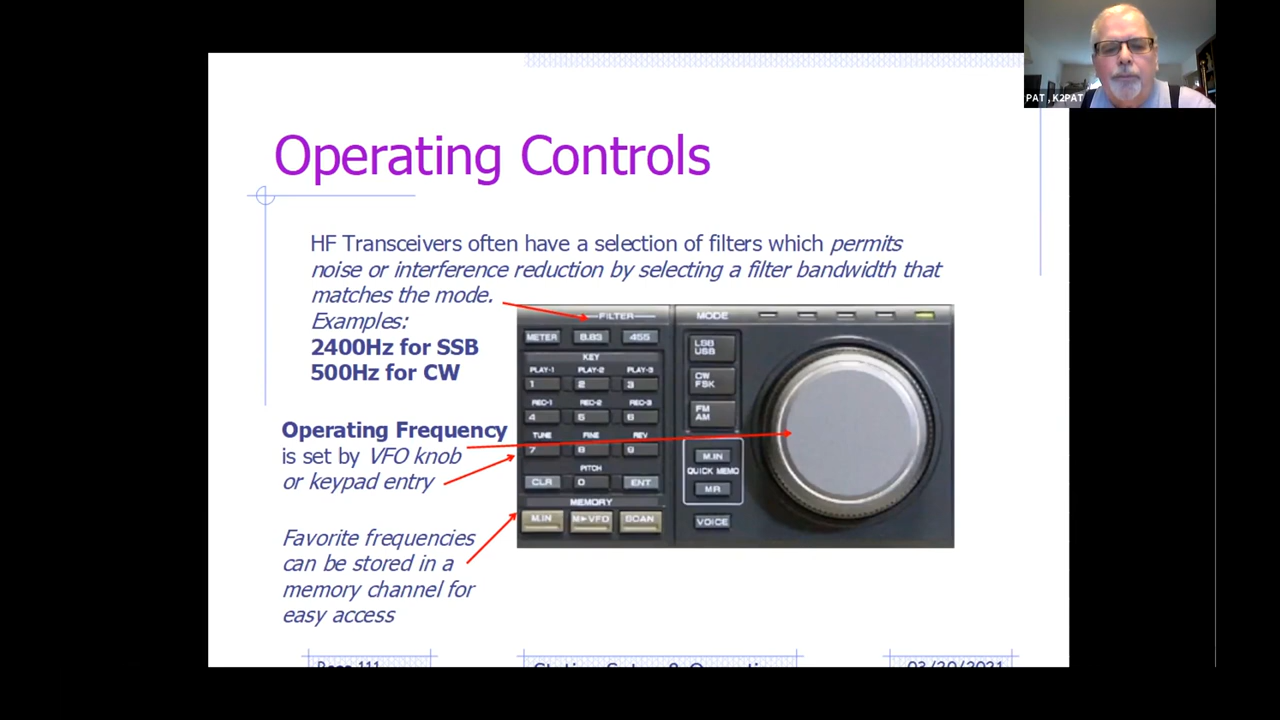 PAT , K2PAT
Operating Controls
HF Transceivers often have a selection of filters which permits
noise or interference reduction by selecting a filter bandwidth that
matches the mode.
Examples:
2400Hz for SSB
500Hz for CW
Operating Frequency
is set by VFO knob
or keypad entry
Favorite frequencies
can be stored in a
memory channel for
easy access
FILTER
METER 8.83 455
KEY
PLAY-1 PLAY-2 PLAY-3
1 2 3
REC-1 REC-2 REC-3
4 5 6
TUNE FINE REV
7 8 9
PITCH
CLR 0 ENT
MEMORY
M.IN M►VFO SCAN
MODE
LSB
USB
CW
FSK
FM
AM
M.IN
QUICK MEMO
MR
VOICE
Page 111
03/20/2021